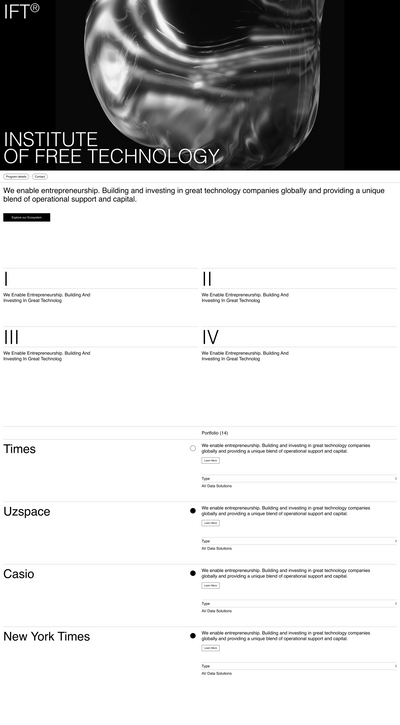 IFT®
INSTITUTE
OF FREE TECHNOLOGY
Program details
Contact
We enable entrepreneurship. Building and investing in great technology companies globally and providing a unique
blend of operational support and capital.
Explore our Ecosystem
I
II
We Enable Entrepreneurship. Building And
Investing In Great Technolog
We Enable Entrepreneurship. Building And
Investing In Great Technolog
III
IV
We Enable Entrepreneurship. Building And
Investing In Great Technolog
We Enable Entrepreneurship. Building And
Investing In Great Technolog
Portfolio (14)
Times
We enable entrepreneurship. Building and investing in great technology companies
globally and providing a unique blend of operational support and capital.
Learn More
Type
All Data Solutions
Uzspace
We enable entrepreneurship. Building and investing in great technology companies
globally and providing a unique blend of operational support and capital.
Learn More
Type
All Data Solutions
Casio
We enable entrepreneurship. Building and investing in great technology companies
globally and providing a unique blend of operational support and capital.
Learn More
Type
All Data Solutions
New York Times
We enable entrepreneurship. Building and investing in great technology companies
globally and providing a unique blend of operational support and capital.
Learn More
Type
All Data Solutions